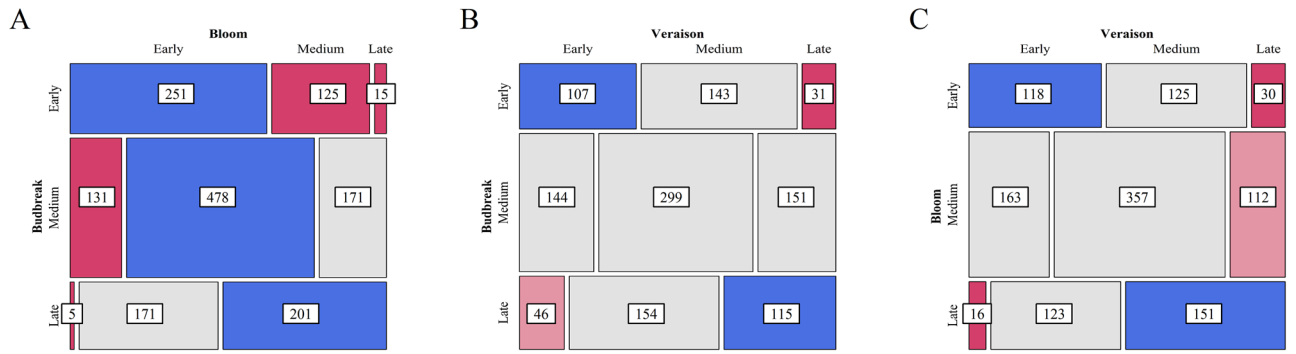 A
Bloom
Early Medium Late
Budbreak
Early
251 125 15
Medium
131 478 171
Late
5 171 201
B
Veraison
Early Medium Late
Budbreak
Early
107 143 31
Medium
144 299 151
Late
46 154 115
C
Veraison
Early Medium Late
Bloom
Early
118 125 30
Medium
163 357 112
Late
16 123 151